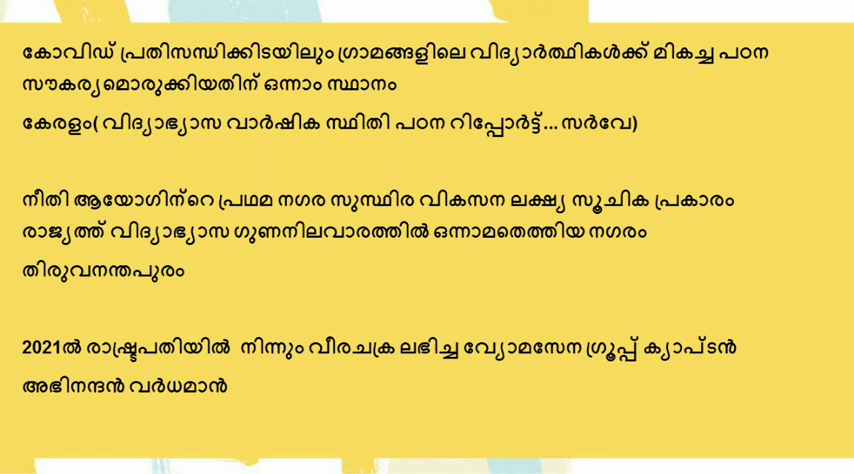 കോവിഡ് പ്രതിസന്ധിക്കിടയിലും ഗ്രാമങ്ങളിലെ വിദ്യാർത്ഥികൾക്ക് മികച്ച പഠന
സൗകര്യമൊരുക്കിയതിന് ഒന്നാം സ്ഥാനം
കേരളം( വിദ്യാഭ്യാസ വാർഷിക സ്ഥിതി പഠന റിപ്പോർട്ട്... സർവേ)
നീതി ആയോഗിന്റെ പ്രഥമ നഗര സുസ്ഥിര വികസന ലക്ഷ്യ സൂചിക പ്രകാരം
രാജ്യത്ത് വിദ്യാഭ്യാസ ഗുണനിലവാരത്തിൽ ഒന്നാമതെത്തിയ നഗരം
തിരുവനന്തപുരം
2021ൽ രാഷ്ട്രപതിയിൽ നിന്നും വീരചക്ര ലഭിച്ച വ്യോമസേന ഗ്രൂപ്പ് ക്യാപ്ടൻ
അഭിനന്ദൻ വർധമാൻ